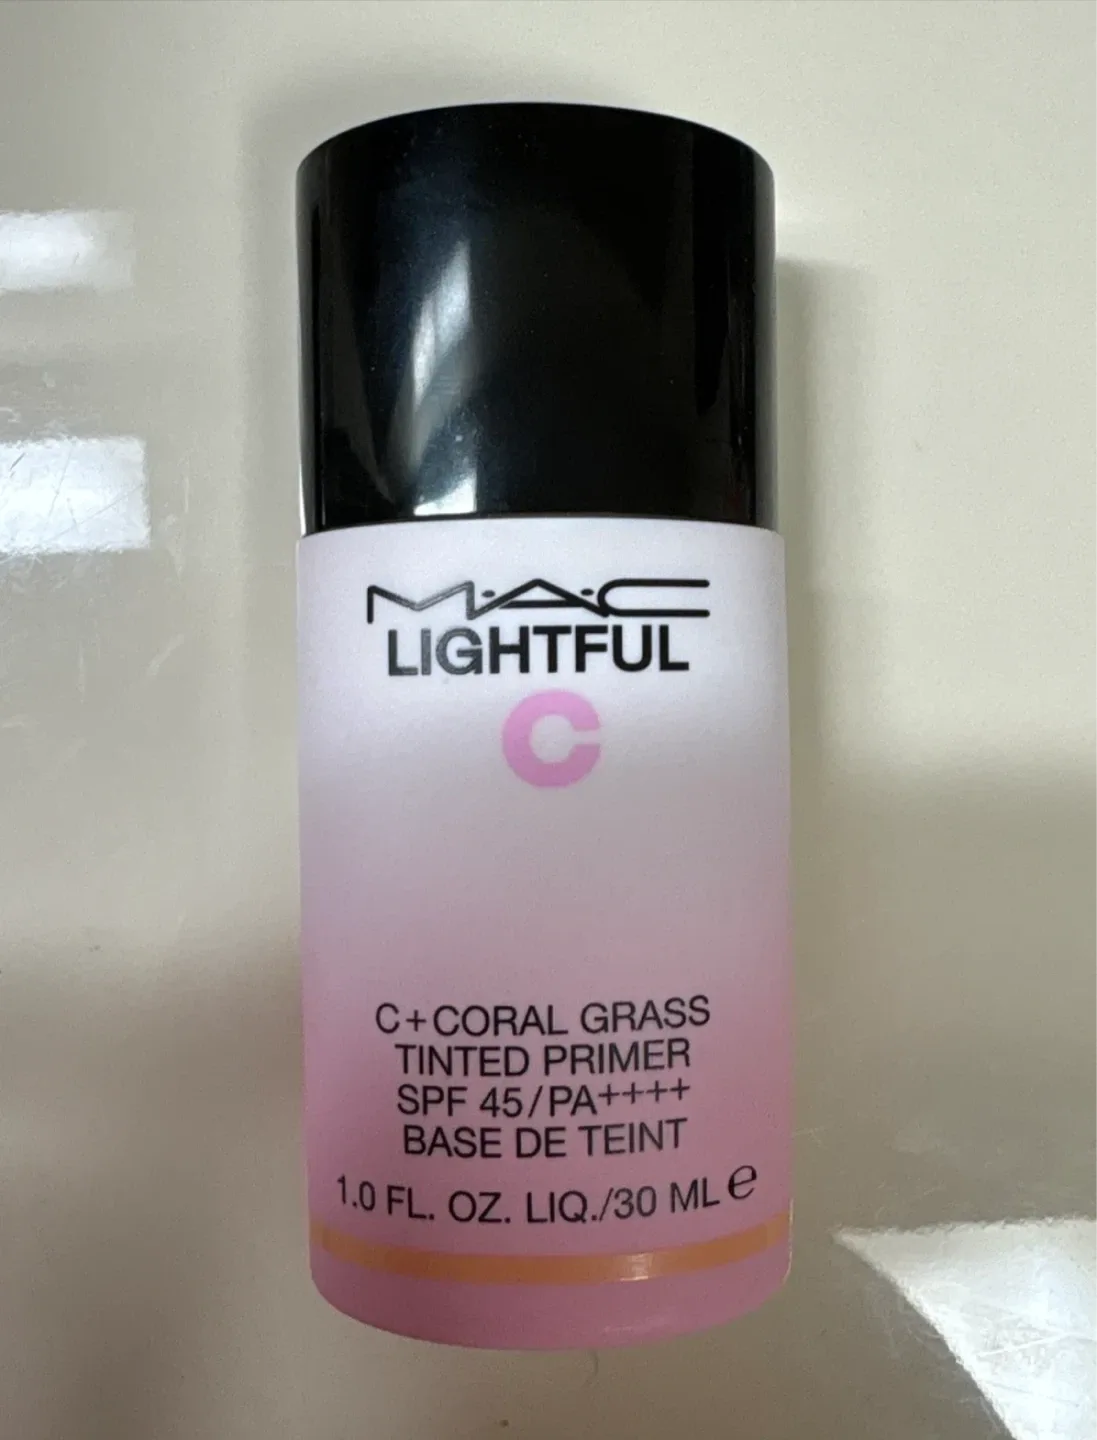 M·A·C
LIGHTFUL
C
C+CORAL GRASS
TINTED PRIMER
SPF 45/PA++++
BASE DE TEINT
1.0 FL. OZ. LIQ./30 ML ℮